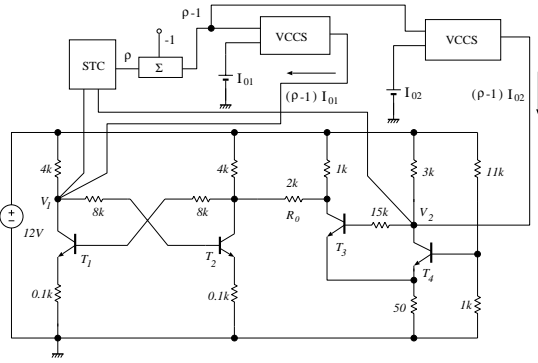 ρ-1
-1
ρ
STC
Σ
VCCS
VCCS
I01
I02
(ρ-1) I01
(ρ-1) I02
4k
4k
1k
3k
11k
V1
8k
8k
2k
R0
15k
V2
12V
T1
T2
T3
T4
0.1k
0.1k
50
1k